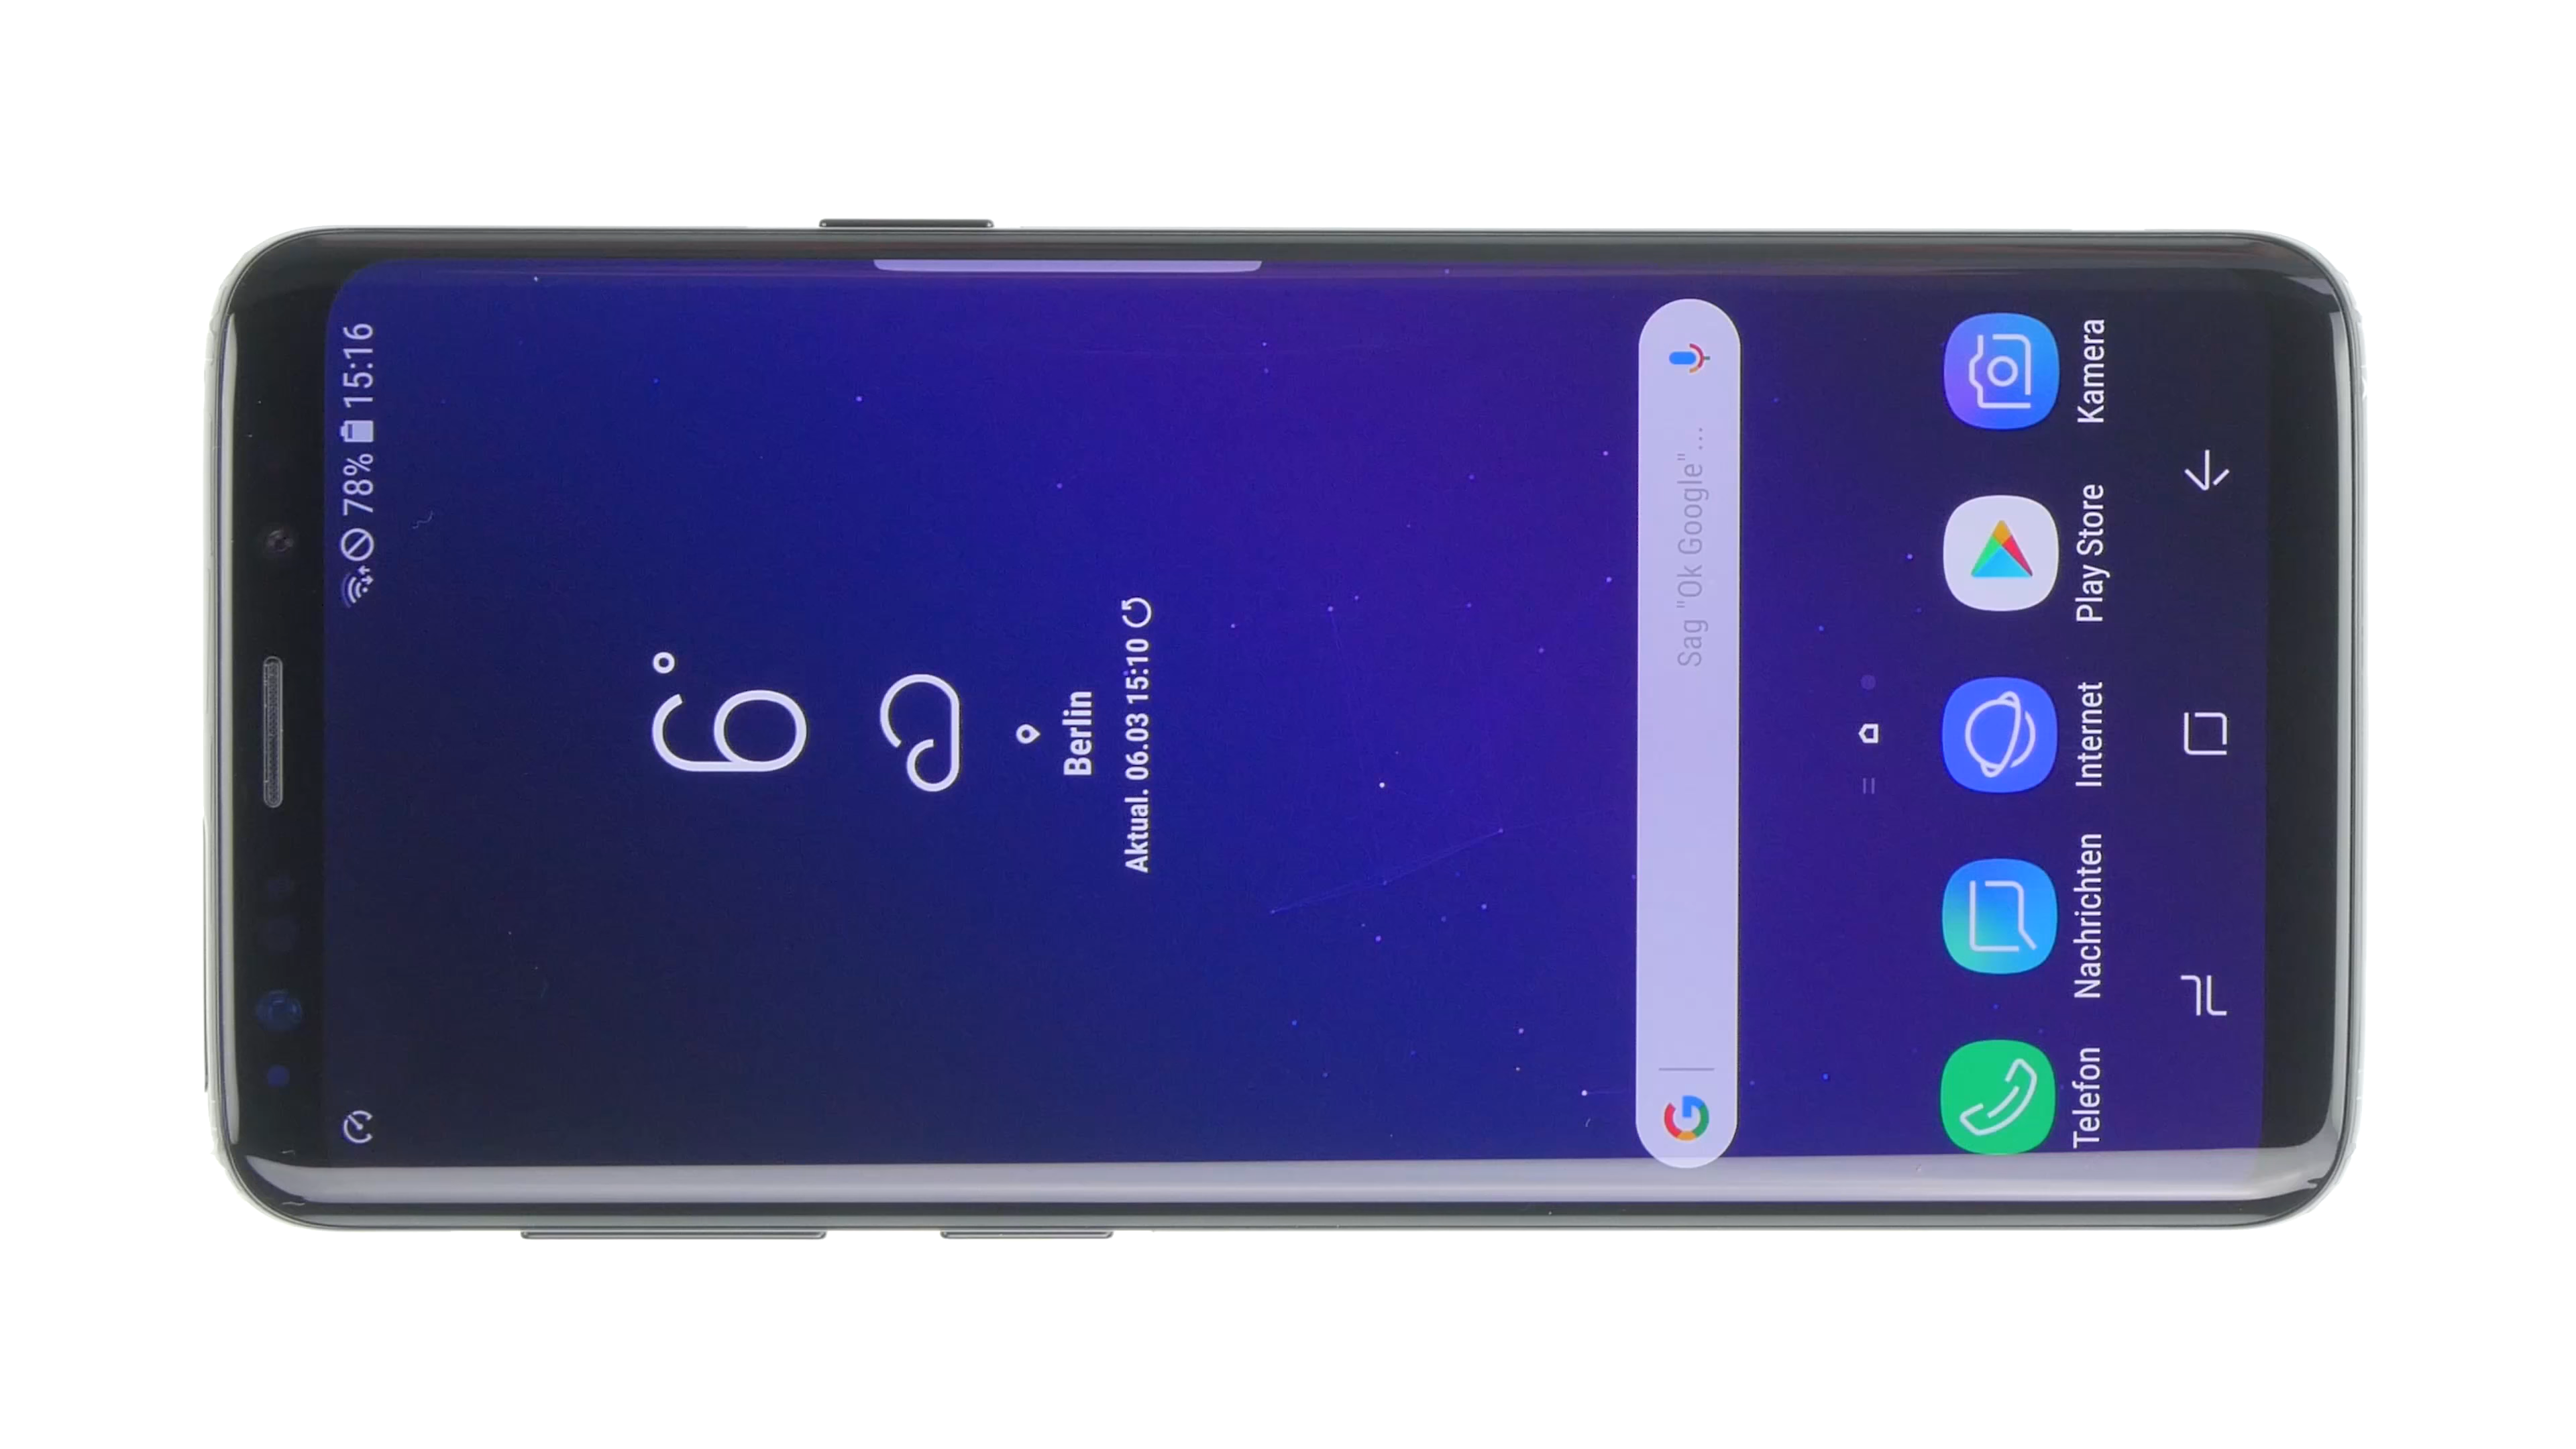 78% 15:16
6°
Berlin
Aktual. 06.03 15:10
G Sag "Ok Google"...
Telefon Nachrichten Internet Play Store Kamera